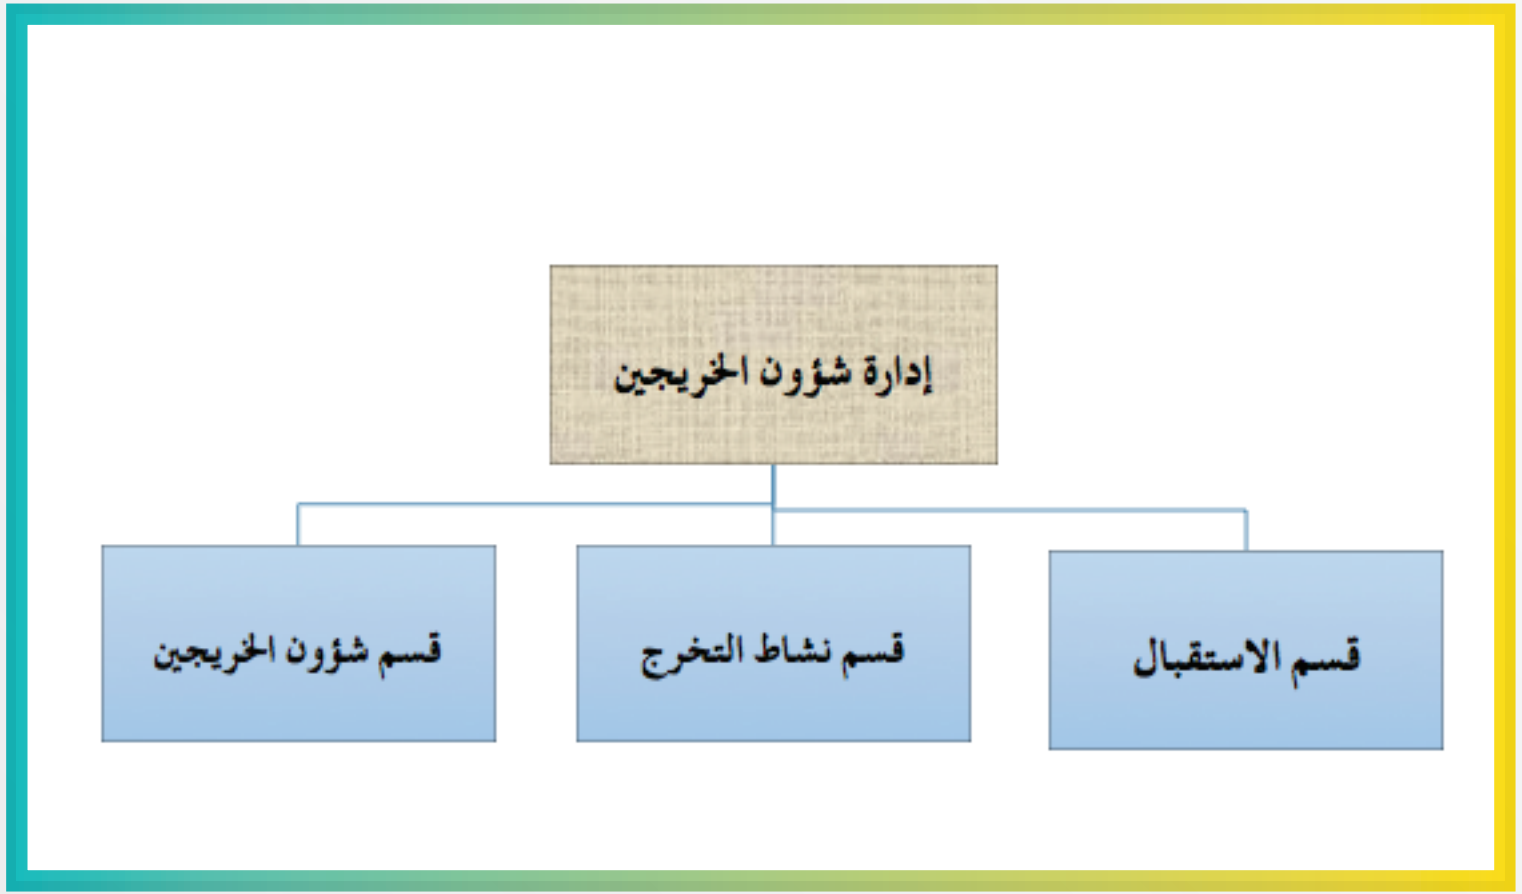 إدارة شؤون الخريجين
قسم الاستقبال
قسم نشاط التخرج
قسم شؤون الخريجين